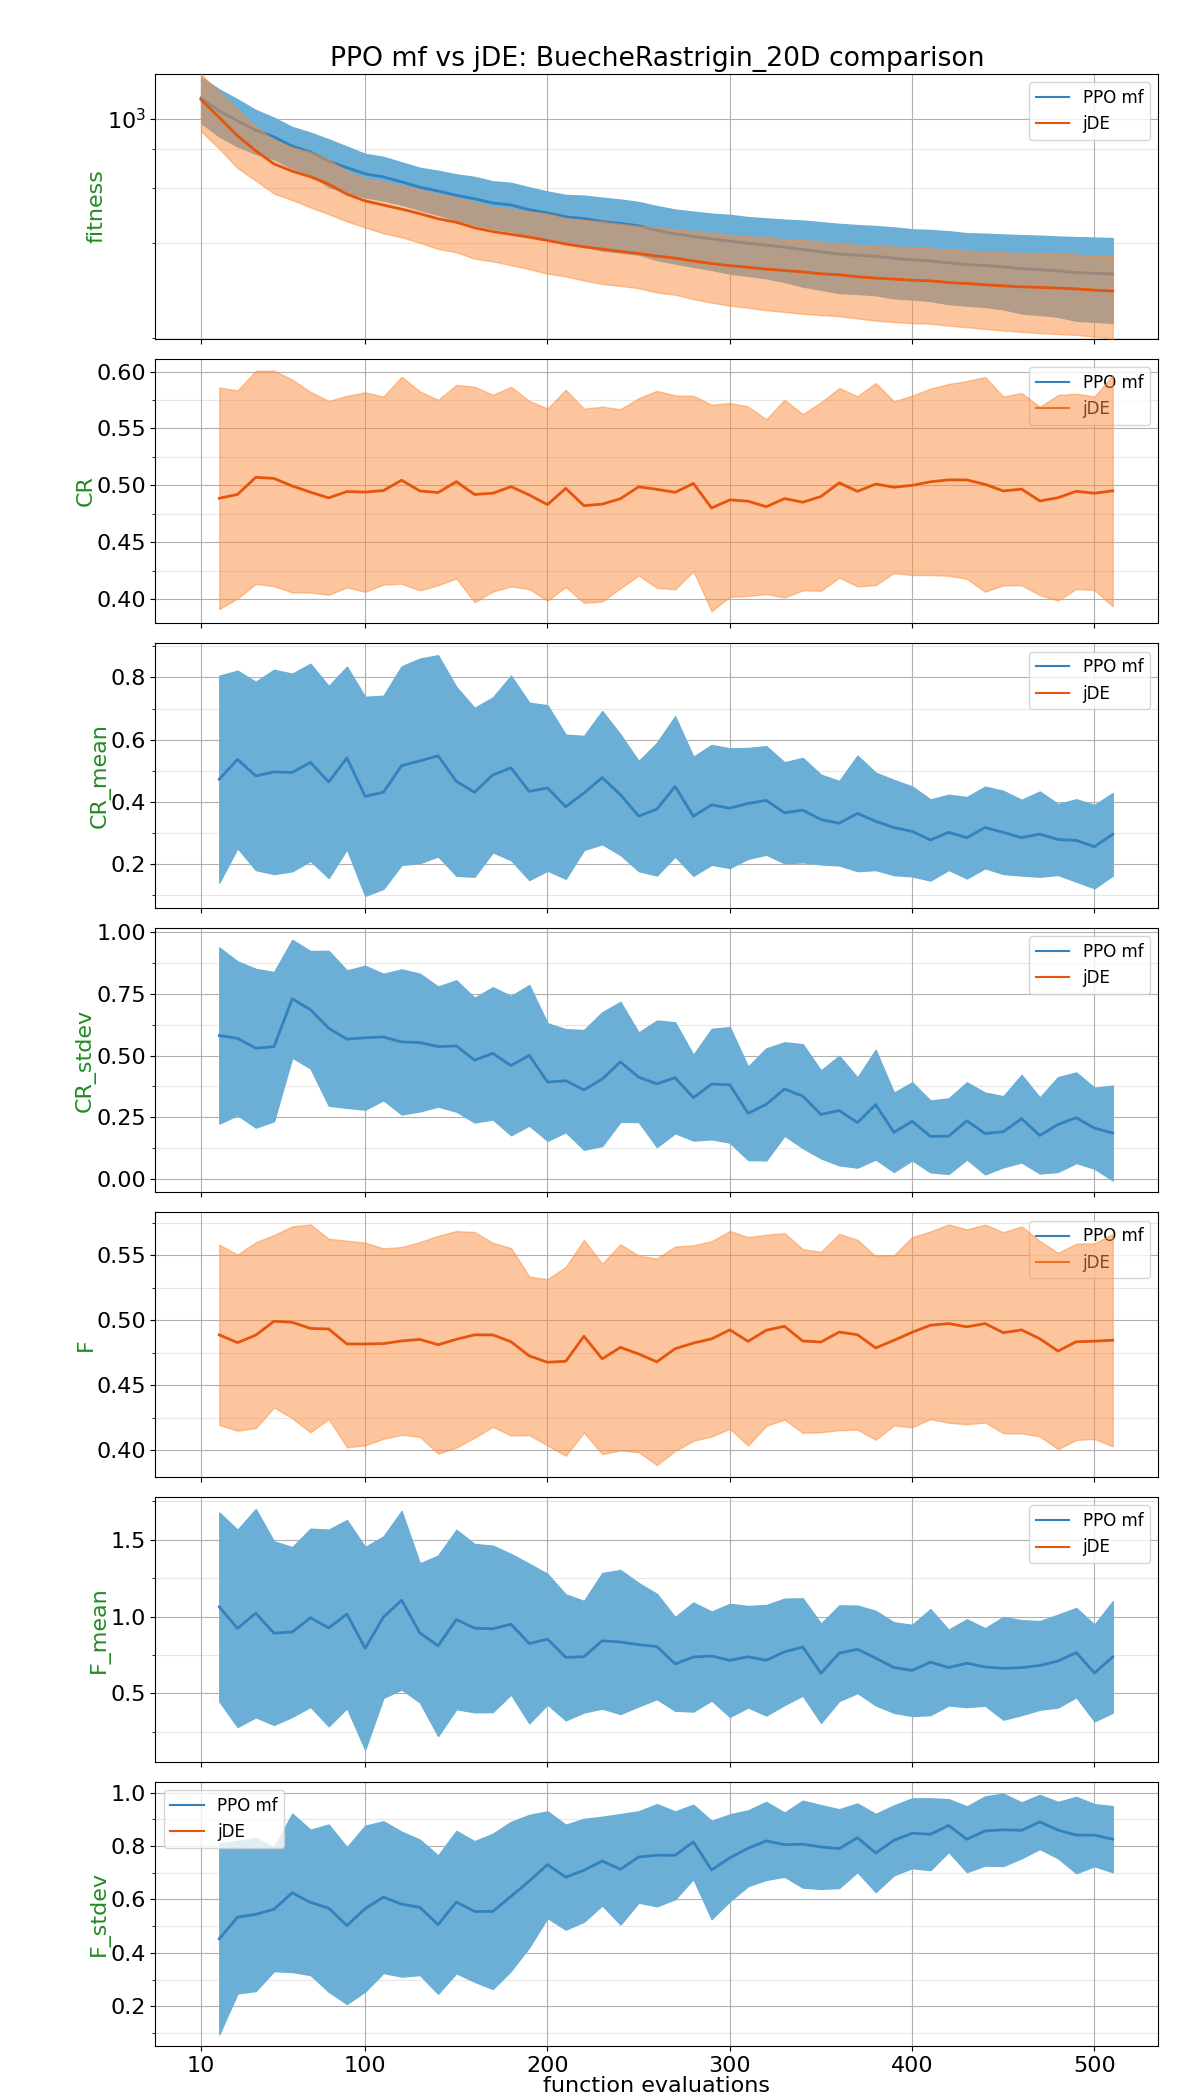 PPO mf vs jDE: BuecheRastrigin_20D comparison
10³
fitness
PPO mf
jDE
0.60
0.55
0.50
0.45
0.40
CR
PPO mf
jDE
0.8
0.6
0.4
0.2
CR_mean
PPO mf
jDE
1.00
0.75
0.50
0.25
0.00
CR_stdev
PPO mf
jDE
0.55
0.50
0.45
0.40
F
PPO mf
jDE
1.5
1.0
0.5
F_mean
PPO mf
jDE
1.0
0.8
0.6
0.4
0.2
F_stdev
PPO mf
jDE
10 100 200 300 400 500
function evaluations